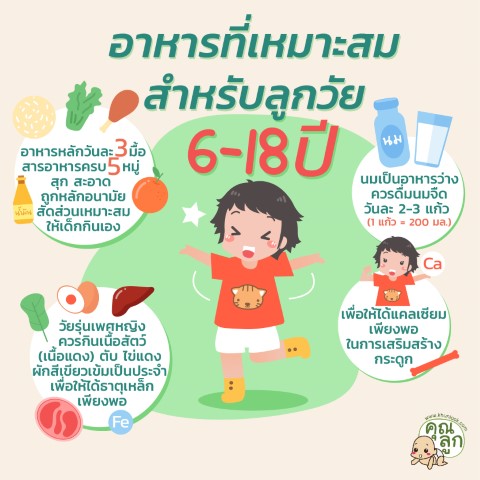 อาหารที่เหมาะสม
สำหรับลูกวัย
6-18 ปี
อาหารหลักวันละ 3 มื้อ
สารอาหารครบ 5 หมู่
สุก สะอาด
ถูกหลักอนามัย
สัดส่วนเหมาะสม
ให้เด็กกินเอง
น้ำมัน
นม
นมเป็นอาหารว่าง
ควรดื่มนมจืด
วันละ 2-3 แก้ว
(1 แก้ว = 200 มล.)
Ca
เพื่อให้ได้แคลเซียม
เพียงพอ
ในการเสริมสร้าง
กระดูก
วัยรุ่นเพศหญิง
ควรกินเนื้อสัตว์
(เนื้อแดง) ตับ ไข่แดง
ผักสีเขียวเข้มเป็นประจำ
เพื่อให้ได้ธาตุเหล็ก
เพียงพอ
Fe
www.khunlook.com
คุณ
ลูก